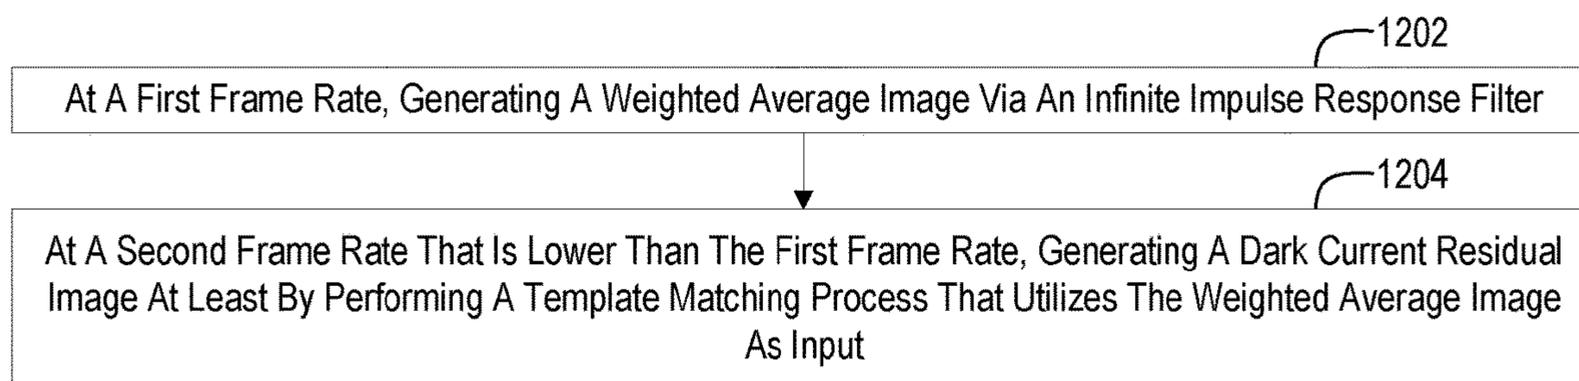 1202
At A First Frame Rate, Generating A Weighted Average Image Via An Infinite Impulse Response Filter
1204
At A Second Frame Rate That Is Lower Than The First Frame Rate, Generating A Dark Current Residual
Image At Least By Performing A Template Matching Process That Utilizes The Weighted Average Image
As Input